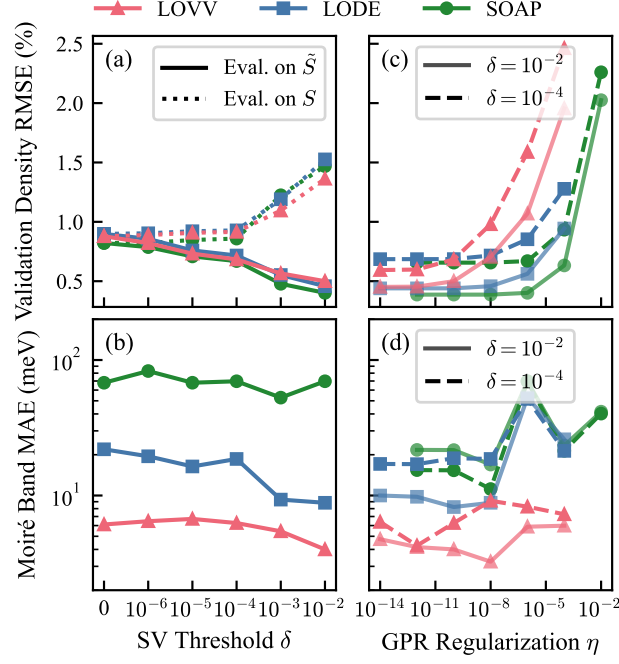 LOVV LODE SOAP
Validation Density RMSE (%)
2.5
2.0
1.5
1.0
0.5
(a)
Eval. on S̃
Eval. on S
(c)
δ = 10⁻²
δ = 10⁻⁴
Moiré Band MAE (meV)
10²
10¹
(b)
(d)
δ = 10⁻²
δ = 10⁻⁴
0 10⁻⁶ 10⁻⁵ 10⁻⁴ 10⁻³ 10⁻²
SV Threshold δ
10⁻¹⁴ 10⁻¹¹ 10⁻⁸ 10⁻⁵ 10⁻²
GPR Regularization η